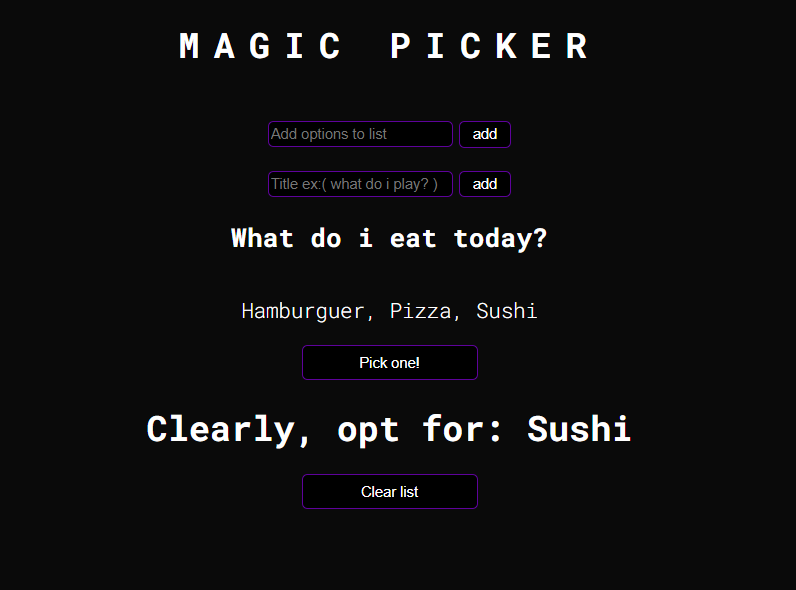 MAGIC PICKER
Add options to list add
Title ex:( what do i play? ) add
What do i eat today?
Hamburguer, Pizza, Sushi
Pick one!
Clearly, opt for: Sushi
Clear list